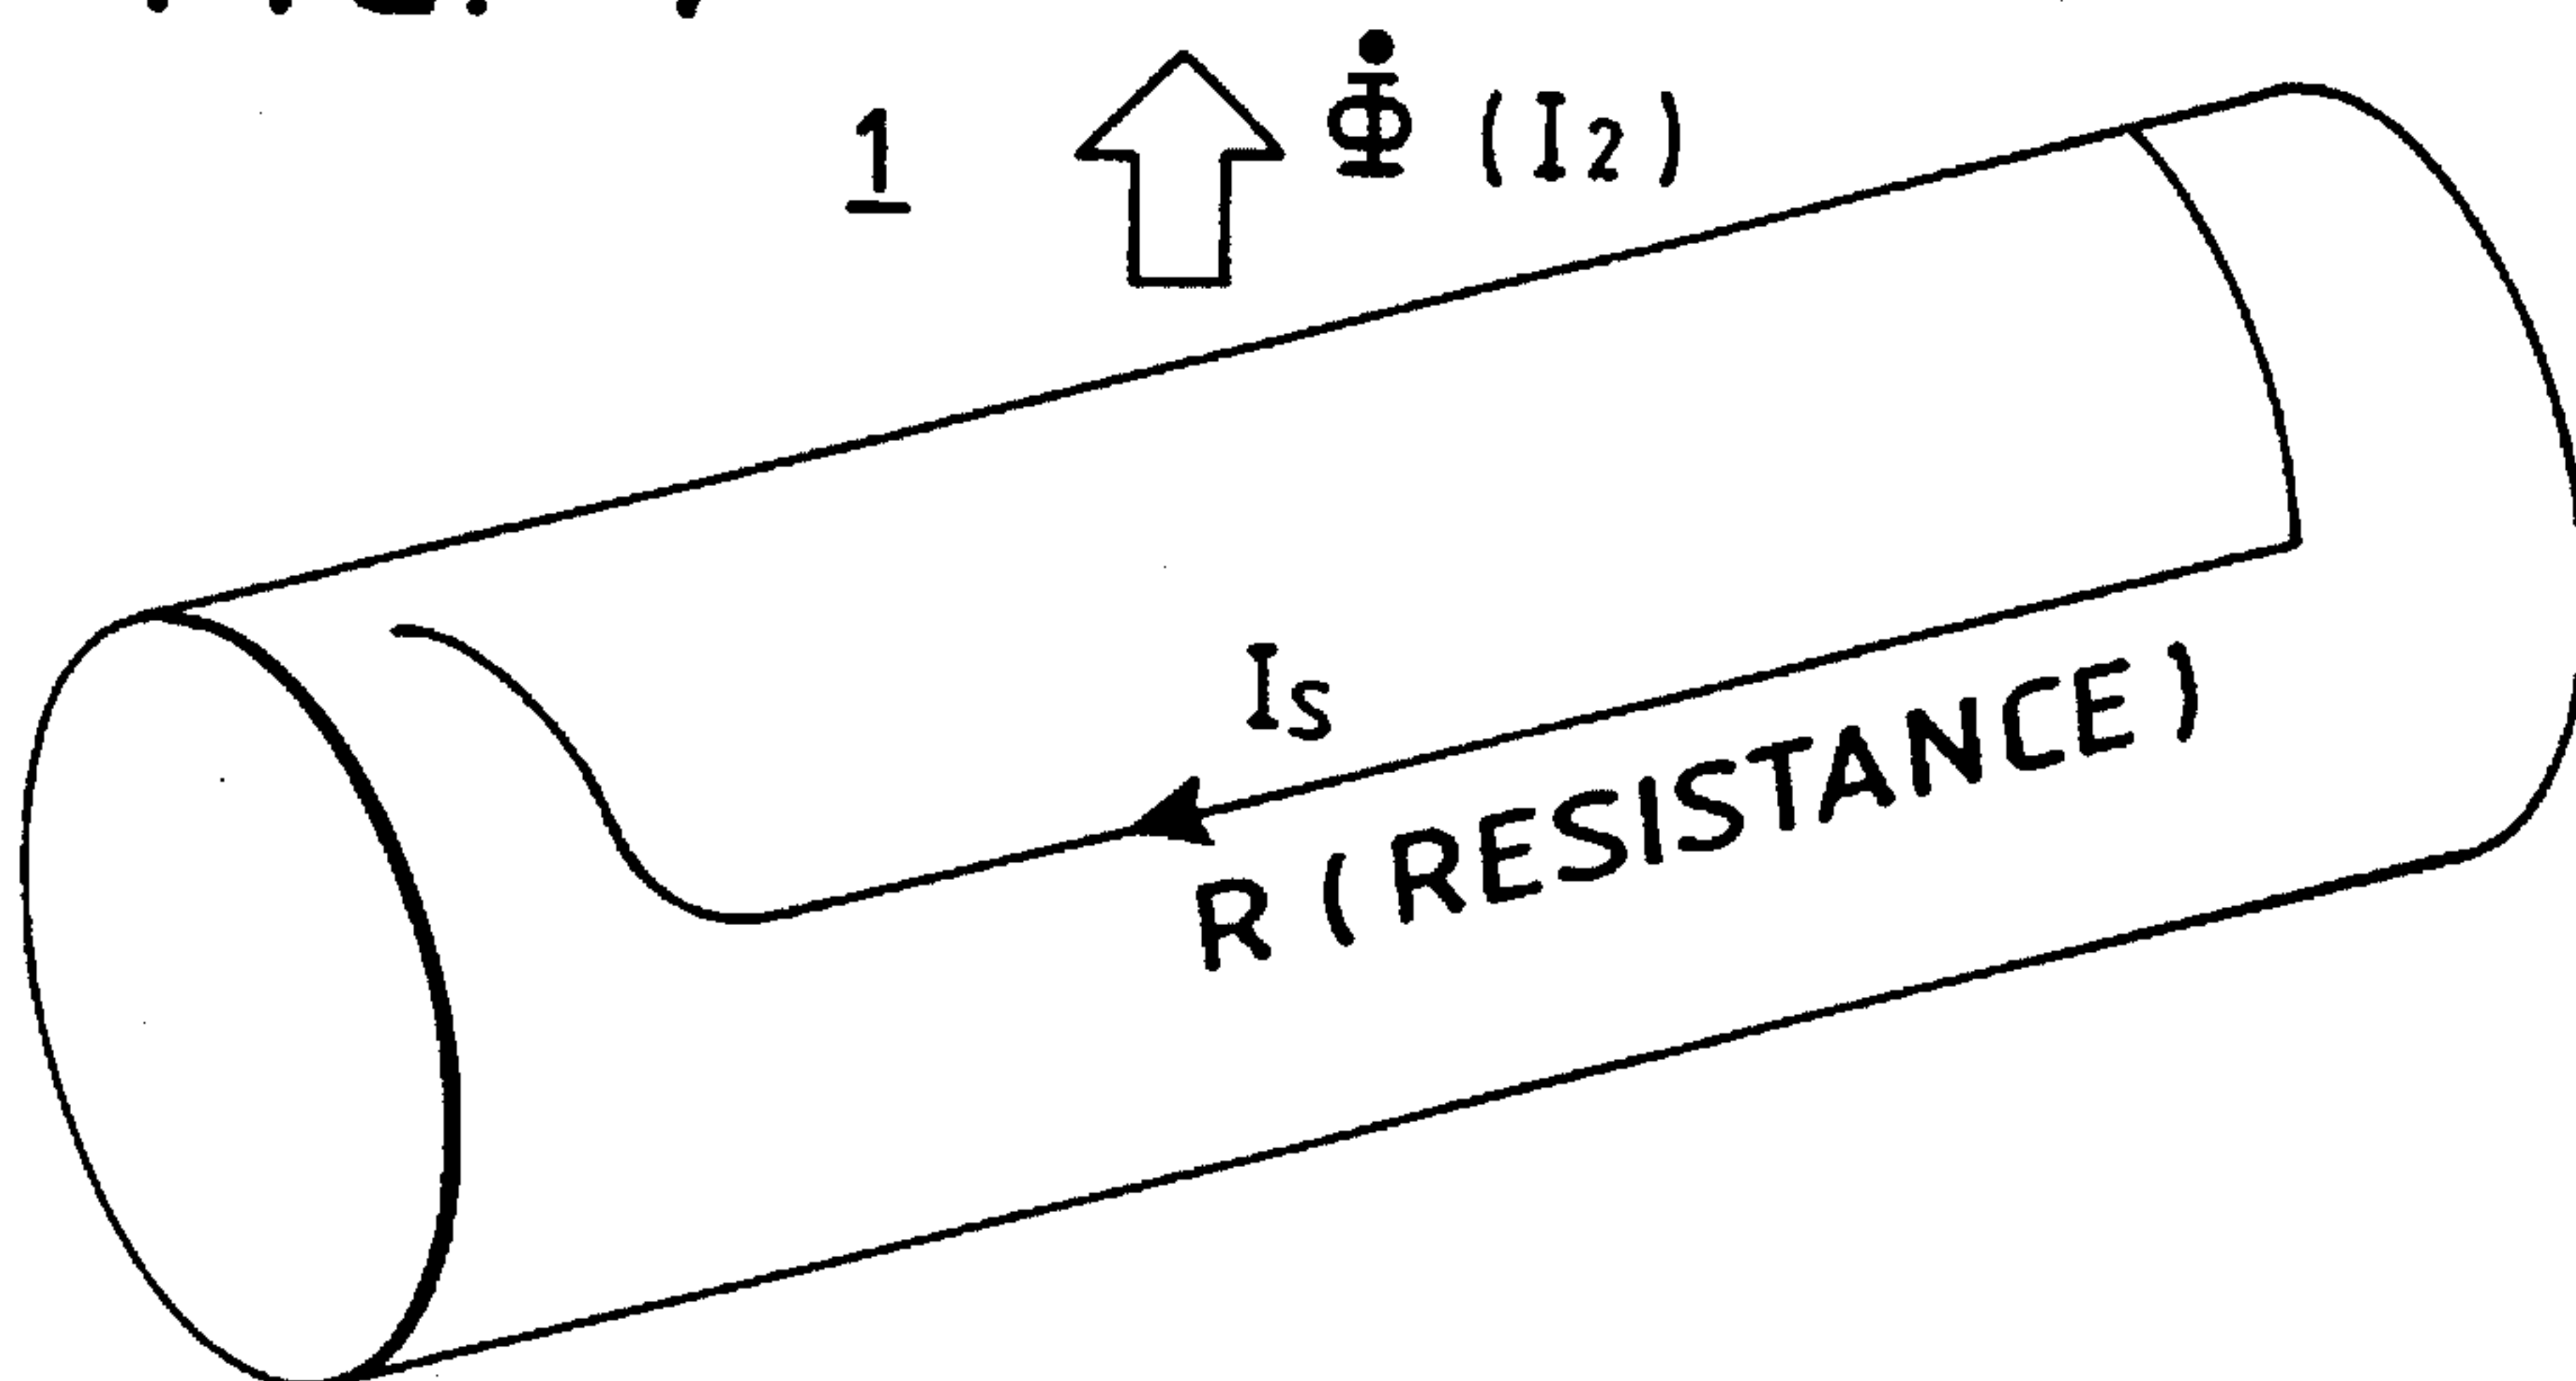 1
Φ̇ (I2)
Is
R (RESISTANCE)